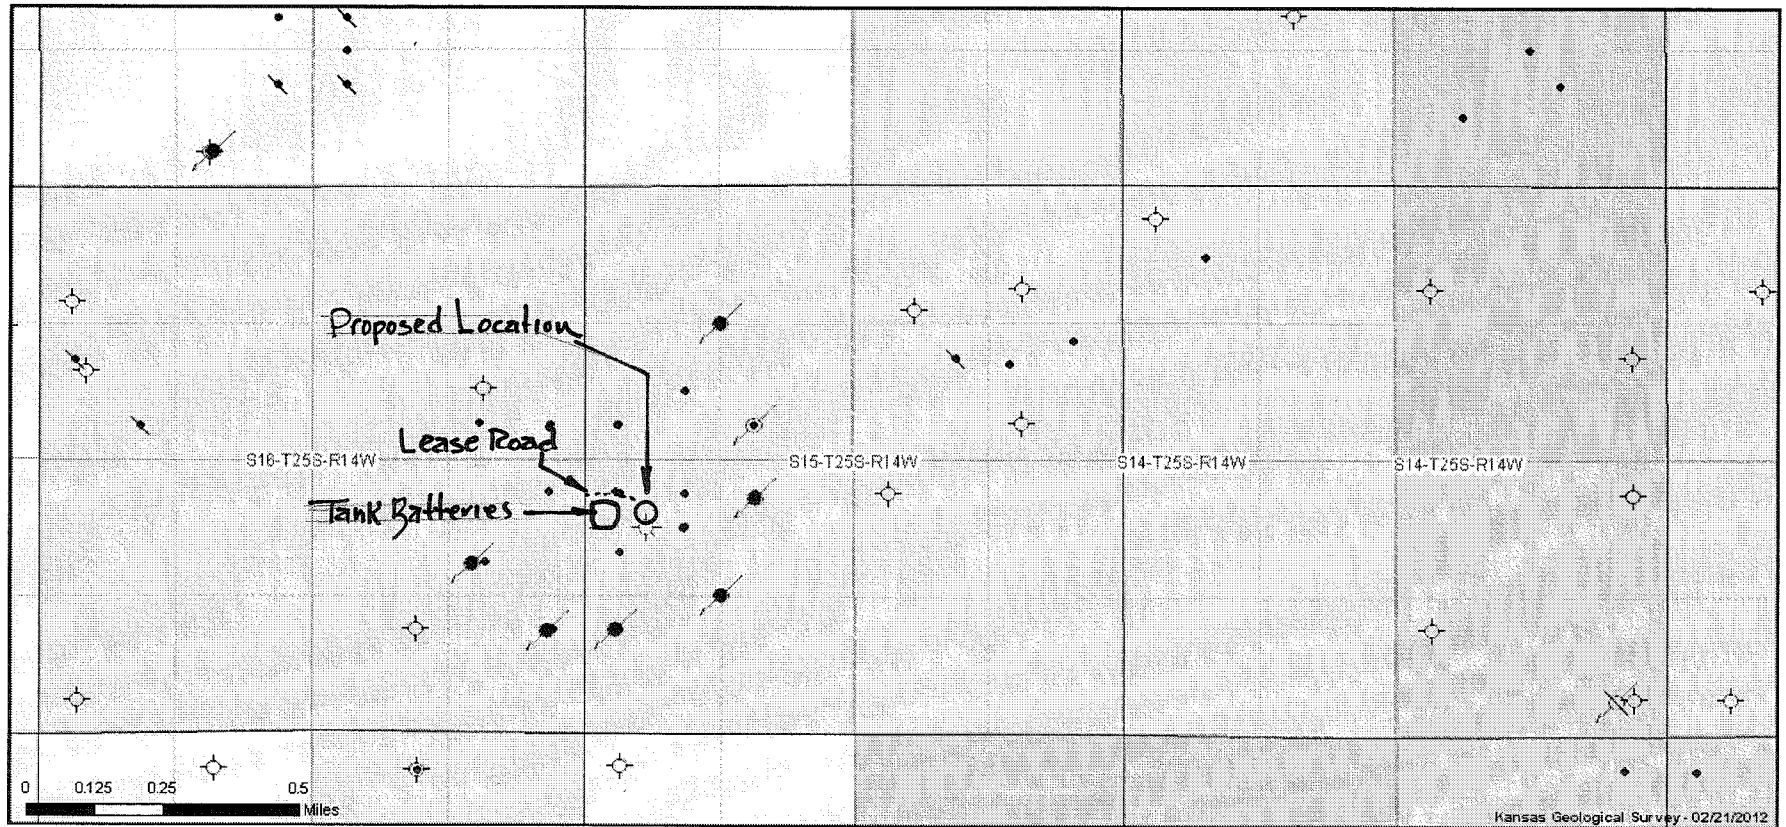 Proposed Location
Lease Road
S16-T25S-R14W
S15-T25S-R14W
S14-T25S-R14W
S14-T25S-R14W
Tank Batteries
0 0.125 0.25 0.5
Miles
Kansas Geological Survey - 02/21/2012